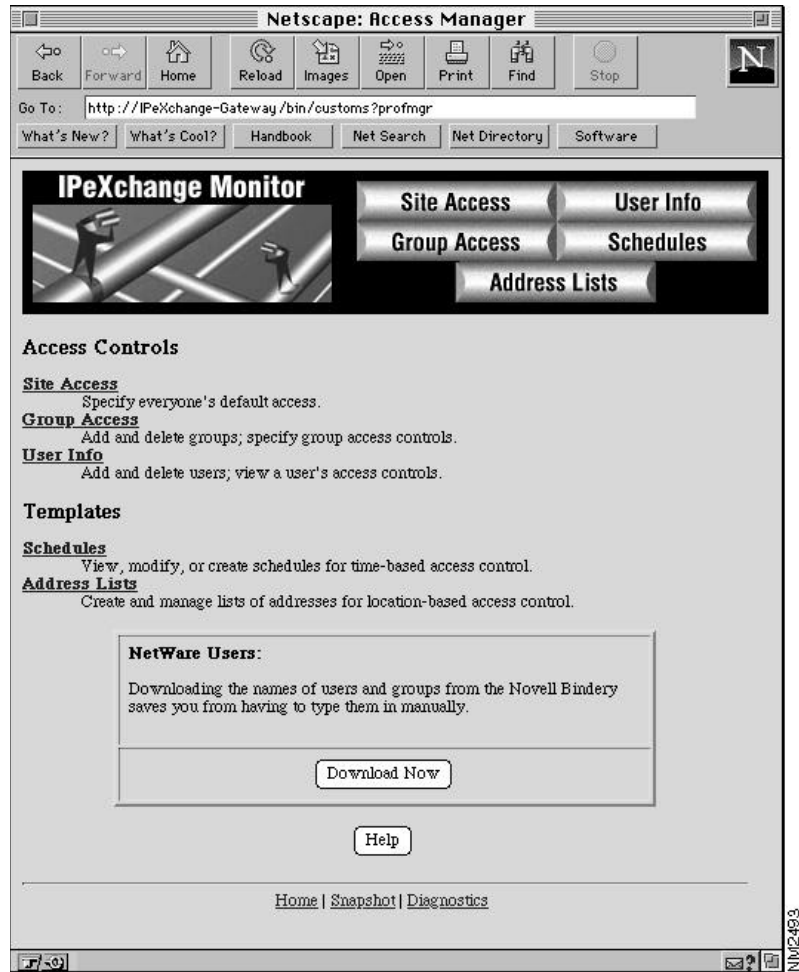 Netscape: Access Manager
Back Forward Home Reload Images Open Print Find Stop
N
Go To: http://IPeXchange-Gateway/bin/customs?profmgr
What's New? What's Cool? Handbook Net Search Net Directory Software
IPeXchange Monitor
Site Access User Info
Group Access Schedules
Address Lists
Access Controls
Site Access
Specify everyone's default access.
Group Access
Add and delete groups; specify group access controls.
User Info
Add and delete users; view a user's access controls.
Templates
Schedules
View, modify, or create schedules for time-based access control.
Address Lists
Create and manage lists of addresses for location-based access control.
NetWare Users:
Downloading the names of users and groups from the Novell Bindery
saves you from having to type them in manually.
Download Now
Help
Home | Snapshot | Diagnostics
?
NM2493